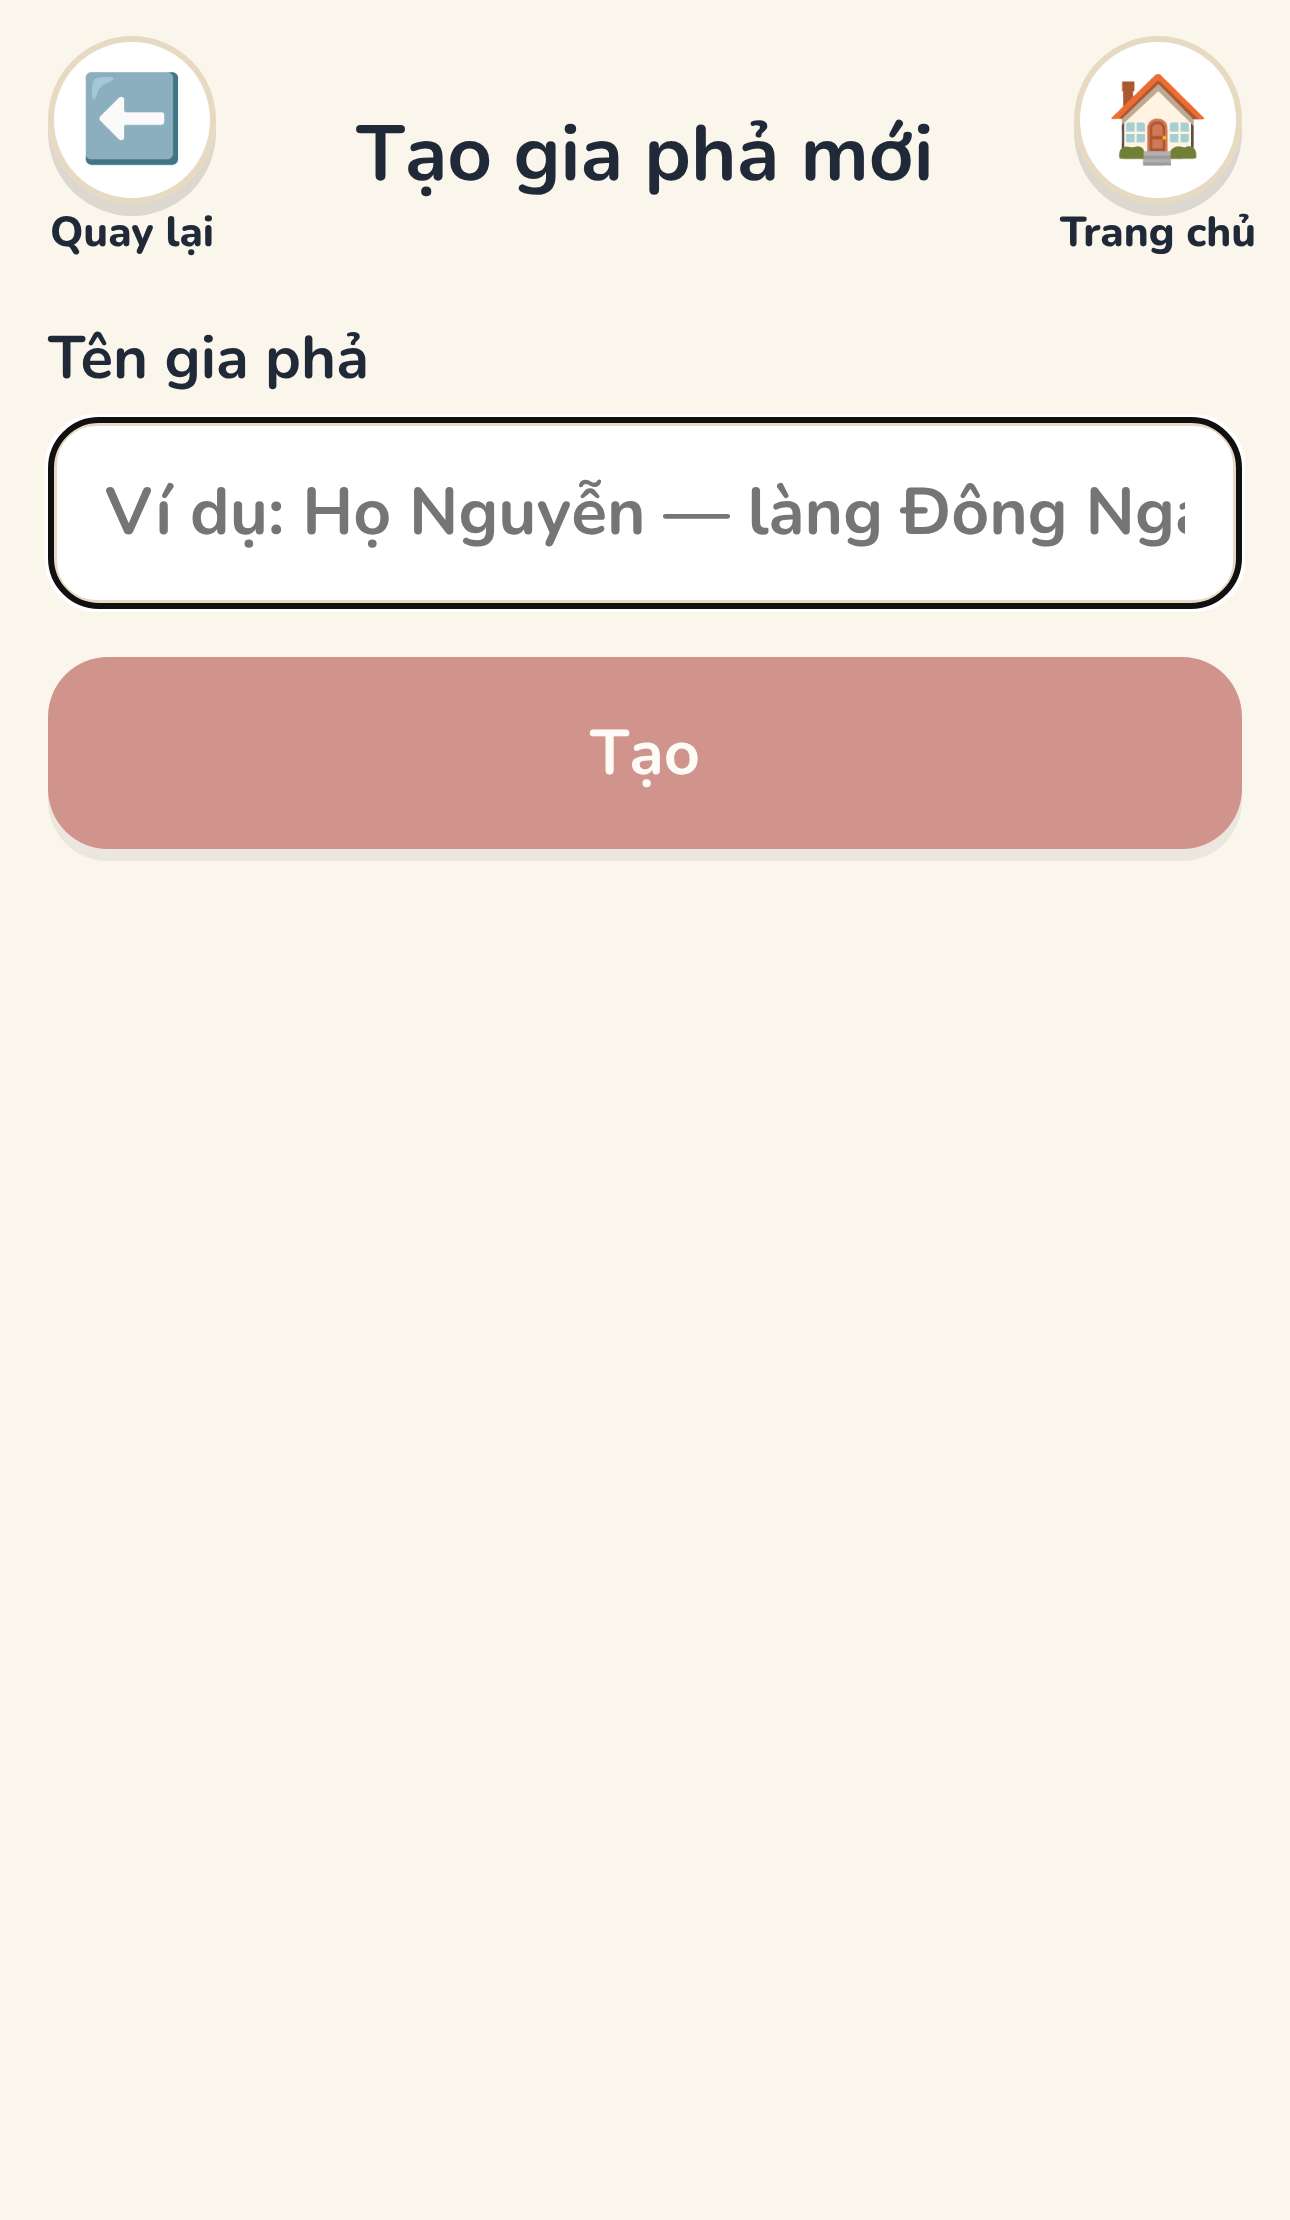 Tạo gia phả mới
Quay lại
Trang chủ
Tên gia phả
Ví dụ: Họ Nguyễn — làng Đông
Tạo